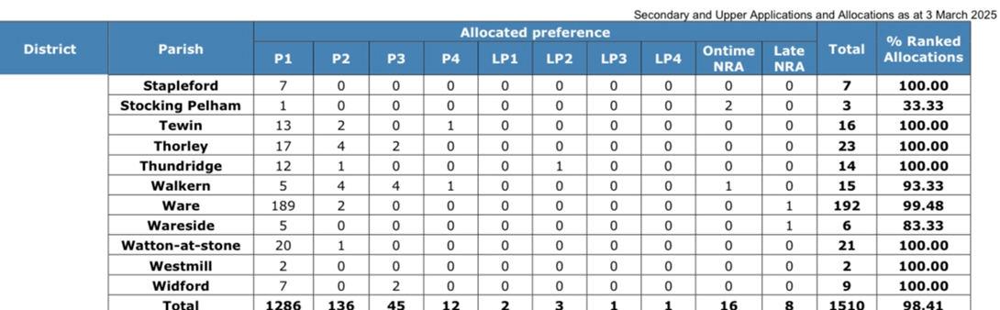 Secondary and Upper Applications and Allocations as at 3 March 2025
District Parish Allocated preference Total % Ranked Allocations
P1 P2 P3 P4 LP1 LP2 LP3 LP4 Ontime NRA Late NRA
Stapleford 7 0 0 0 0 0 0 0 0 0 7 100.00
Stocking Pelham 1 0 0 0 0 0 0 0 2 0 3 33.33
Tewin 13 2 0 1 0 0 0 0 0 0 16 100.00
Thorley 17 4 2 0 0 0 0 0 0 0 23 100.00
Thundridge 12 1 0 0 0 1 0 0 0 0 14 100.00
Walkern 5 4 4 1 0 0 0 0 1 0 15 93.33
Ware 189 2 0 0 0 0 0 0 0 1 192 99.48
Wareside 5 0 0 0 0 0 0 0 0 1 6 83.33
Watton-at-stone 20 1 0 0 0 0 0 0 0 0 21 100.00
Westmill 2 0 0 0 0 0 0 0 0 0 2 100.00
Widford 7 0 2 0 0 0 0 0 0 0 9 100.00
Total 1286 136 45 12 2 3 1 1 16 8 1510 98.41